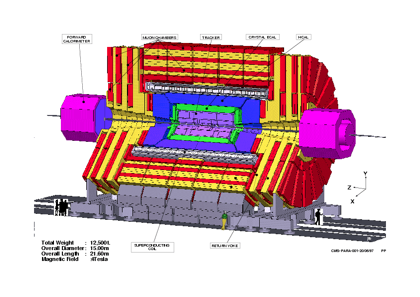 FORWARD
CALORIMETER
MUON CHAMBERS
TRACKER
CRYSTAL ECAL
HCAL
Y
Z
X
Total Weight : 12,500t.
Overall Diameter : 15.00m
Overall Length : 21.60m
Magnetic Field : 4Tesla
SUPERCONDUCTING
COIL
RETURN YOKE